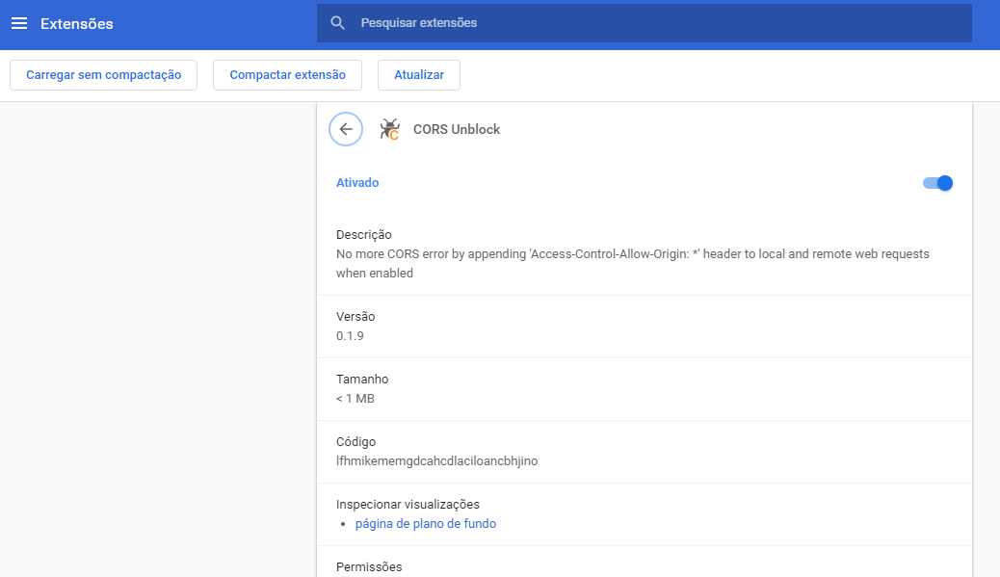 Extensões
Pesquisar extensões
Carregar sem compactação
Compactar extensão
Atualizar
CORS Unblock
Ativado
Descrição
No more CORS error by appending 'Access-Control-Allow-Origin: *' header to local and remote web requests
when enabled
Versão
0.1.9
Tamanho
< 1 MB
Código
lfhmikememgdcahcdlaciloancbhjino
Inspecionar visualizações
página de plano de fundo
Permissões